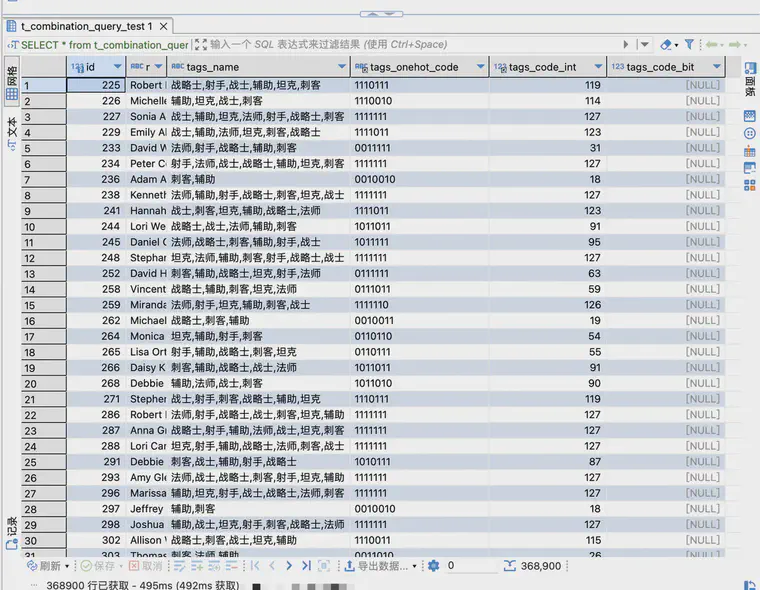 t_combination_query_test 1
SELECT * from t_combination_quer 输入一个 SQL 表达式来过滤结果 (使用 Ctrl+Space)
网格
文本
记录
面板
id r tags_name tags_onehot_code tags_code_int tags_code_bit
1 225 Robert 战略士,射手,战士,辅助,坦克,刺客 1110111 119 [NULL]
2 226 Michelle 辅助,坦克,战士,刺客 1110010 114 [NULL]
3 227 Sonia A 战士,辅助,坦克,法师,射手,战略士,刺客 1111111 127 [NULL]
4 229 Emily A 战士,辅助,坦克,刺客,法师,战略士 1111011 123 [NULL]
5 233 David W 法师,射手,战略士,辅助,刺客 0011111 31 [NULL]
6 234 Peter C 射手,法师,战士,战略士,辅助,坦克,刺客 1111111 127 [NULL]
7 236 Adam A 刺客,辅助 0010010 18 [NULL]
8 238 Kenneth 法师,辅助,射手,战略士,刺客,坦克,战士 1111111 127 [NULL]
9 241 Hannah 战士,刺客,坦克,辅助,战略士,法师 1111011 123 [NULL]
10 244 Lori We 战略士,战士,法师,辅助,刺客 1011011 91 [NULL]
11 245 Daniel C 法师,战略士,刺客,辅助,射手,战士 1011111 95 [NULL]
12 248 Stephan 坦克,法师,辅助,刺客,射手,战略士,战士 1111111 127 [NULL]
13 252 David H 刺客,辅助,战略士,坦克,射手,法师 0111111 63 [NULL]
14 258 Vincent 战略士,辅助,刺客,坦克,法师 0111011 59 [NULL]
15 259 Miranda 法师,射手,坦克,辅助,刺客,战士 1111110 126 [NULL]
16 262 Michael 战略士,刺客,辅助 0010011 19 [NULL]
17 264 Monica 坦克,辅助,射手,刺客 0110110 54 [NULL]
18 265 Lisa Ort 射手,辅助,战略士,刺客,坦克 0110111 55 [NULL]
19 266 Daisy K 刺客,辅助,战略士,战士,法师 1011011 91 [NULL]
20 268 Debbie 辅助,法师,战士,刺客 1011010 90 [NULL]
21 271 Stephen 战士,射手,刺客,战略士,辅助,坦克 1110111 119 [NULL]
22 286 Robert 法师,射手,战略士,战士,刺客,坦克,辅助 1111111 127 [NULL]
23 287 Anna Gr 战略士,射手,辅助,法师,战士,坦克,刺客 1111111 127 [NULL]
24 288 Lori Car 坦克,射手,辅助,战略士,法师,刺客,战士 1111111 127 [NULL]
25 291 Debbie 刺客,战士,辅助,射手,战略士 1010111 87 [NULL]
26 293 Amy Gle 法师,战士,战略士,刺客,射手,坦克,辅助 1111111 127 [NULL]
27 296 Marissa 辅助,坦克,射手,战士,战略士,法师,刺客 1111111 127 [NULL]
28 297 Jeffrey 辅助,刺客 0010010 18 [NULL]
29 298 Joshua 辅助,战士,坦克,射手,刺客,战略士,法师 1111111 127 [NULL]
30 302 Allison 战略士,刺客,战士,坦克,辅助 1110011 115 [NULL]
31 303 Thomas 刺客,法师,辅助 0011010 26 [NULL]
刷新 保存 取消 导出数据... 0 368,900
368900 行已获取 - 495ms (492ms 获取)